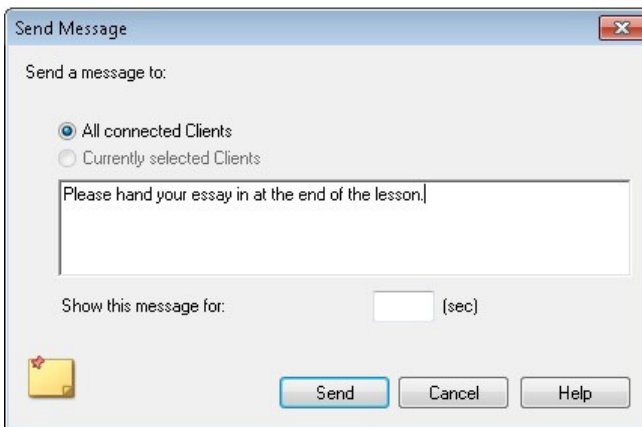 Send Message
Send a message to:
All connected Clients
Currently selected Clients
Please hand your essay in at the end of the lesson.
Show this message for: (sec)
Send Cancel Help